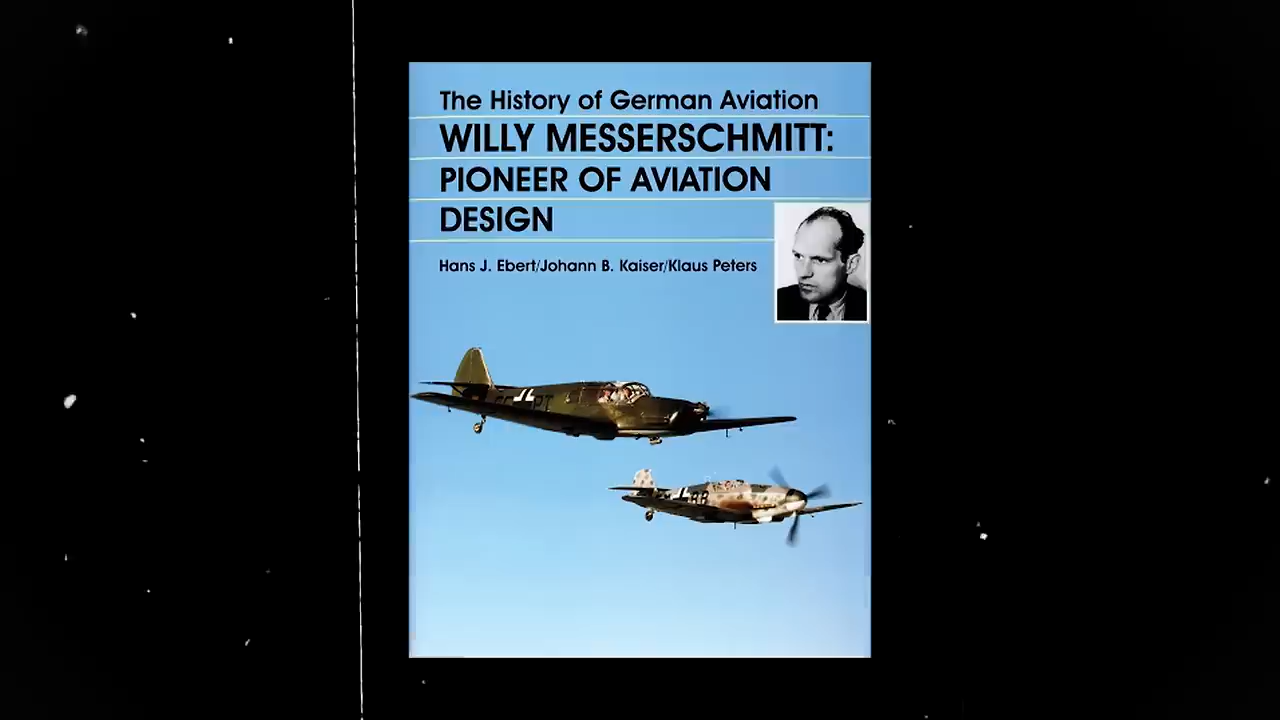 The History of German Aviation
WILLY MESSERSCHMITT:
PIONEER OF AVIATION
DESIGN
Hans J. Ebert/Johann B. Kaiser/Klaus Peters